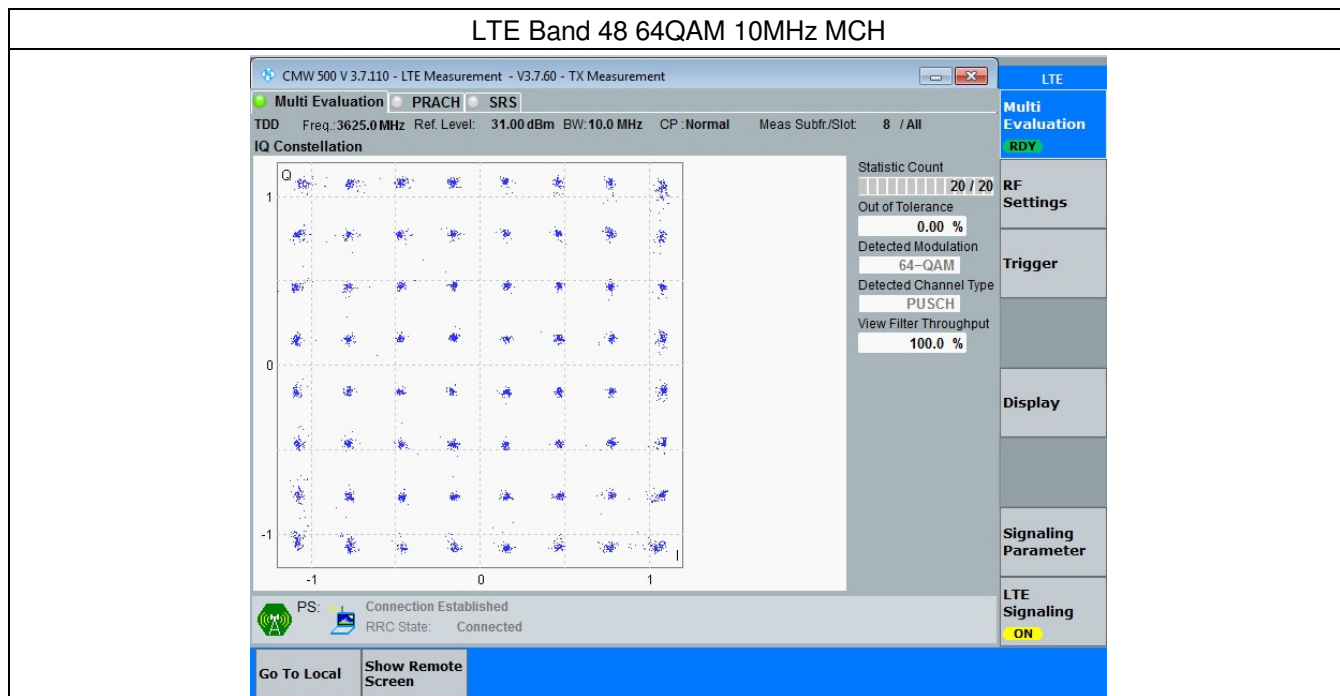 LTE Band 48 64QAM 10MHz MCH
CMW 500 V 3.7.110 - LTE Measurement - V3.7.60 - TX Measurement
LTE
Multi Evaluation PRACH SRS
Multi Evaluation
RDY
TDD Freq.:3625.0 MHz Ref. Level: 31.00 dBm BW:10.0 MHz CP :Normal Meas Subfr./Slot: 8 / All
IQ Constellation
Q
1
0
-1
-1 0 1
I
Statistic Count
20 / 20
Out of Tolerance
0.00 %
Detected Modulation
64-QAM
Detected Channel Type
PUSCH
View Filter Throughput
100.0 %
RF
Settings
Trigger
Display
Signaling
Parameter
LTE
Signaling
ON
PS: Connection Established
RRC State: Connected
Go To Local
Show Remote
Screen